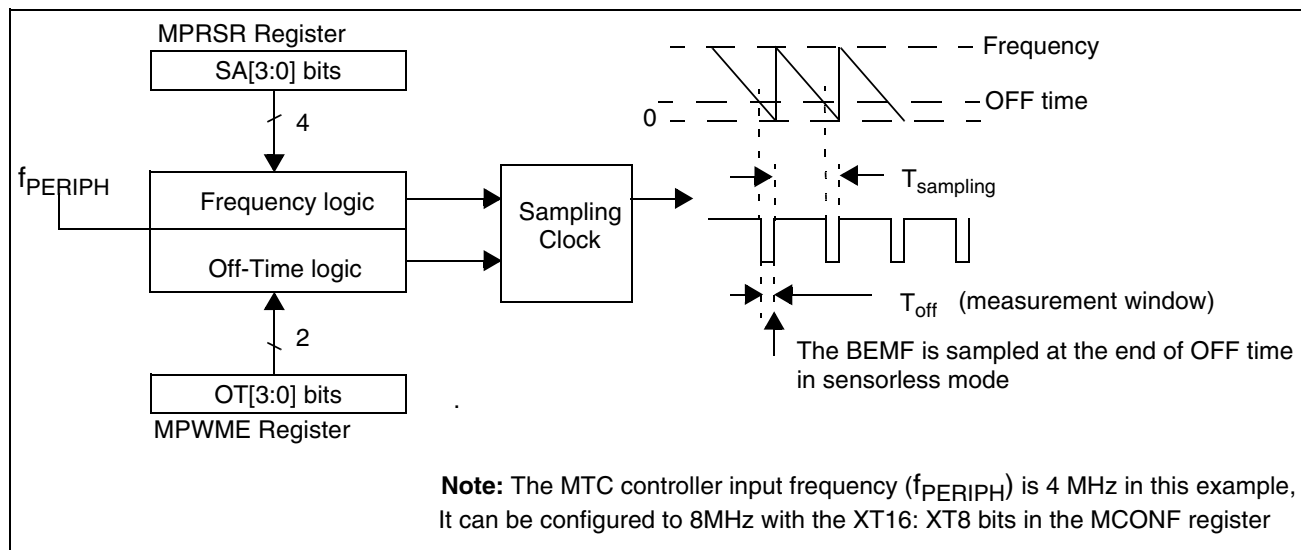 MPRSR Register
SA[3:0] bits
4
fPERIPH
Frequency logic
Off-Time logic
2
OT[3:0] bits
MPWME Register
Sampling
Clock
Frequency
OFF time
0
Tsampling
Toff (measurement window)
The BEMF is sampled at the end of OFF time
in sensorless mode
.
Note: The MTC controller input frequency (fPERIPH) is 4 MHz in this example,
It can be configured to 8MHz with the XT16: XT8 bits in the MCONF register